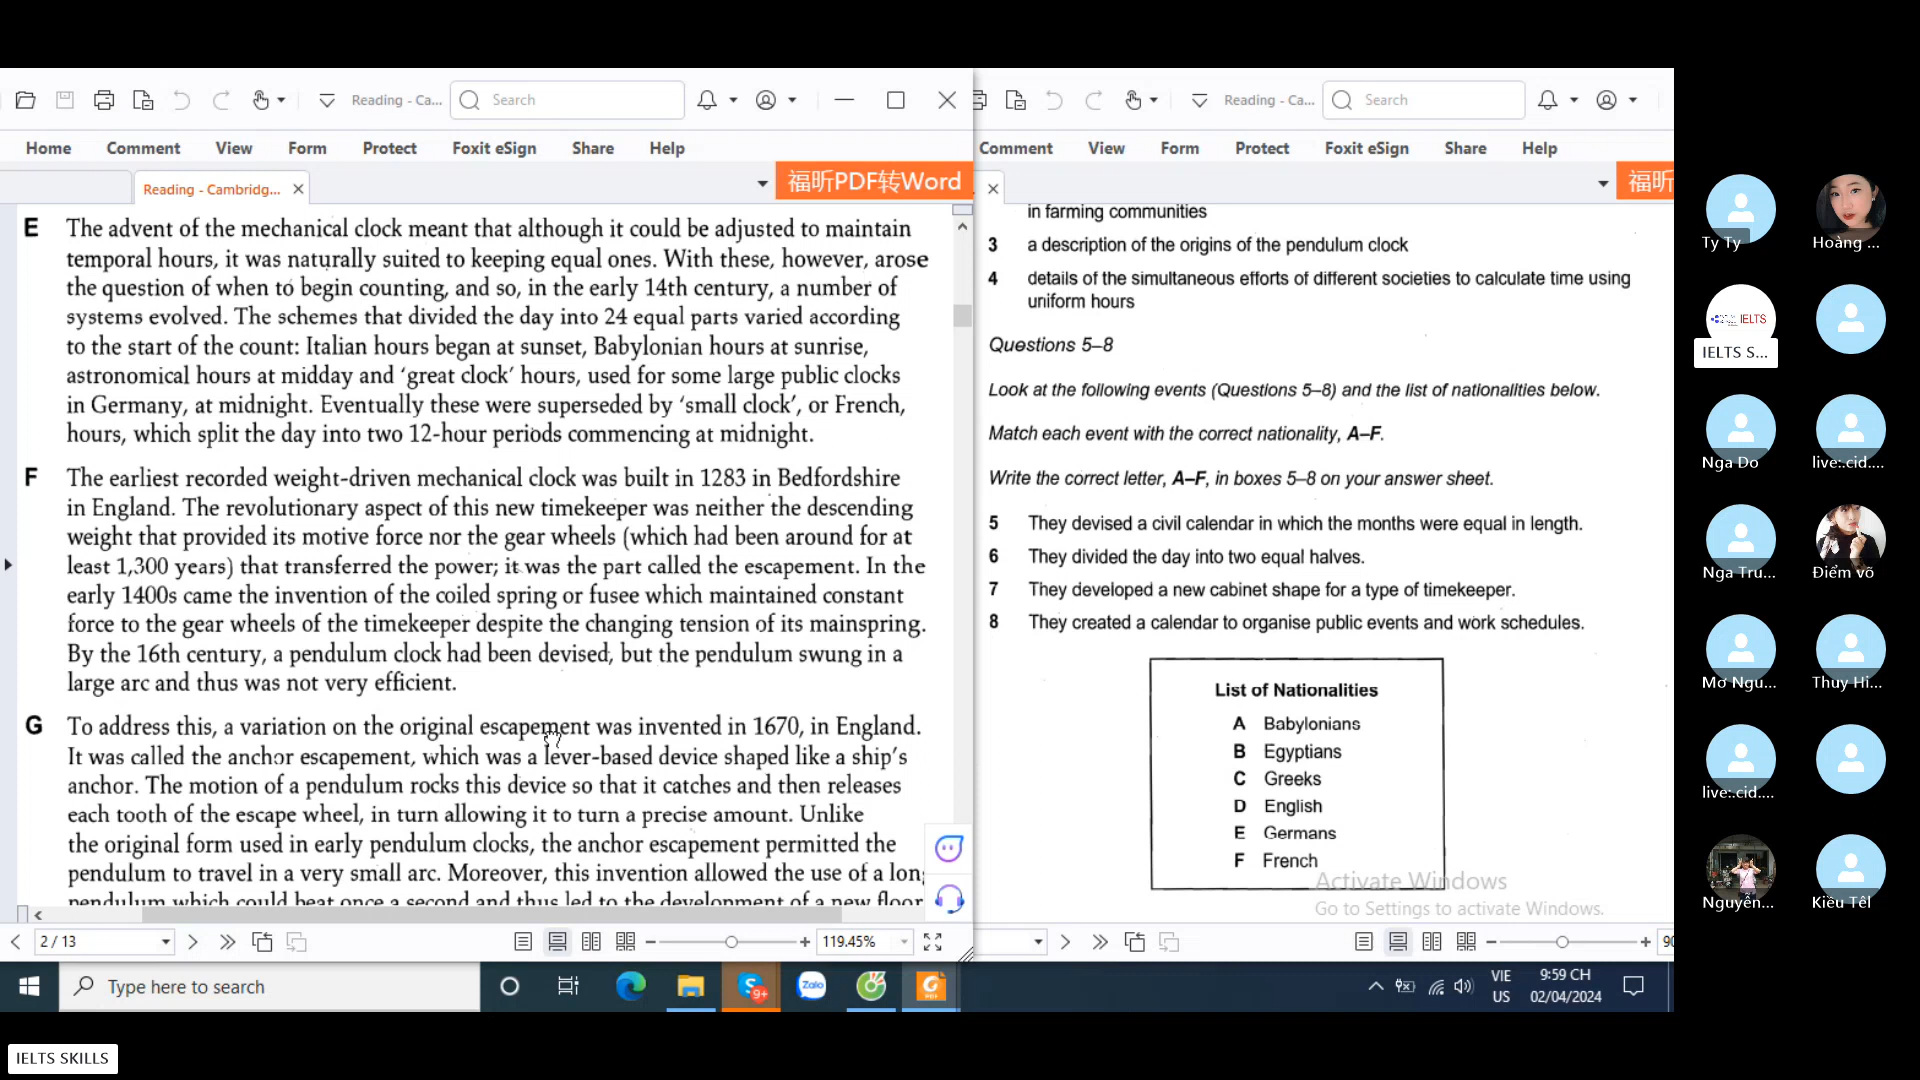 Reading - Ca...
Search
Reading - Ca...
Search
Home Comment View Form Protect Foxit eSign Share Help
Comment View Form Protect Foxit eSign Share Help
Reading - Cambridg...
福昕PDF转Word
福昕
E The advent of the mechanical clock meant that although it could be adjusted to maintain
temporal hours, it was naturally suited to keeping equal ones. With these, however, arose
the question of when to begin counting, and so, in the early 14th century, a number of
systems evolved. The schemes that divided the day into 24 equal parts varied according
to the start of the count: Italian hours began at sunset, Babylonian hours at sunrise,
astronomical hours at midday and ‘great clock’ hours, used for some large public clocks
in Germany, at midnight. Eventually these were superseded by ‘small clock’, or French,
hours, which split the day into two 12-hour periods commencing at midnight.
F The earliest recorded weight-driven mechanical clock was built in 1283 in Bedfordshire
in England. The revolutionary aspect of this new timekeeper was neither the descending
weight that provided its motive force nor the gear wheels (which had been around for at
least 1,300 years) that transferred the power; it was the part called the escapement. In the
early 1400s came the invention of the coiled spring or fusee which maintained constant
force to the gear wheels of the timekeeper despite the changing tension of its mainspring.
By the 16th century, a pendulum clock had been devised, but the pendulum swung in a
large arc and thus was not very efficient.
G To address this, a variation on the original escapement was invented in 1670, in England.
It was called the anchor escapement, which was a lever-based device shaped like a ship’s
anchor. The motion of a pendulum rocks this device so that it catches and then releases
each tooth of the escape wheel, in turn allowing it to turn a precise amount. Unlike
the original form used in early pendulum clocks, the anchor escapement permitted the
pendulum to travel in a very small arc. Moreover, this invention allowed the use of a lon
pendulum which could beat once a second and thus led to the development of a new floor
in farming communities
3 a description of the origins of the pendulum clock
4 details of the simultaneous efforts of different societies to calculate time using
uniform hours
Questions 5–8
Look at the following events (Questions 5–8) and the list of nationalities below.
Match each event with the correct nationality, A–F.
Write the correct letter, A–F, in boxes 5–8 on your answer sheet.
5 They devised a civil calendar in which the months were equal in length.
6 They divided the day into two equal halves.
7 They developed a new cabinet shape for a type of timekeeper.
8 They created a calendar to organise public events and work schedules.
List of Nationalities
A Babylonians
B Egyptians
C Greeks
D English
E Germans
F French
Activate Windows
Go to Settings to activate Windows.
2 / 13
119.45%
90
Type here to search
9+
Zalo
PDF
VIE
US
9:59 CH
02/04/2024
Ty Ty
Hoàng ...
IELTS
IELTS S...
Nga Do
live:.cid....
Nga Tru...
Điểm võ
Mơ Ngu...
Thuy Hi...
live:.cid....
Nguyễn...
Kiều Têl
IELTS SKILLS